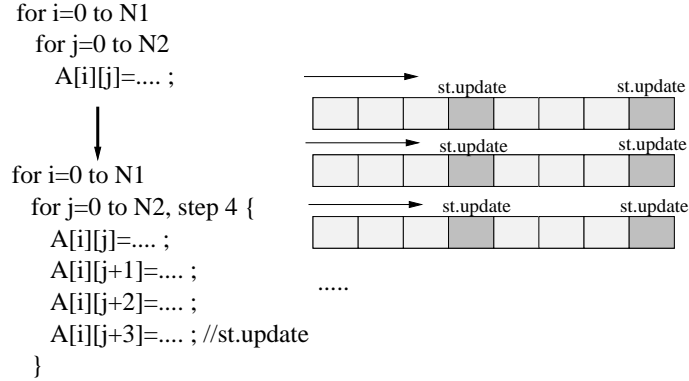 for i=0 to N1
for j=0 to N2
A[i][j]=.... ;
for i=0 to N1
for j=0 to N2, step 4 {
A[i][j]=.... ;
A[i][j+1]=.... ;
A[i][j+2]=.... ;
A[i][j+3]=.... ; //st.update
}
st.update st.update
st.update st.update
st.update st.update
.....